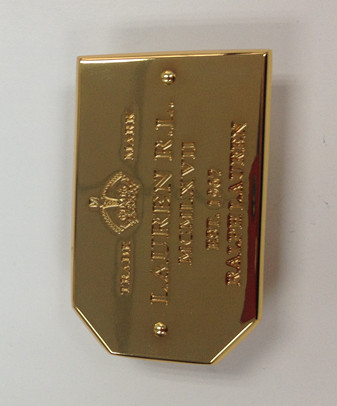 TRADE MARK
LAUREN R.L.
MCMLXVII
EST. 1967
RALPH LAUREN